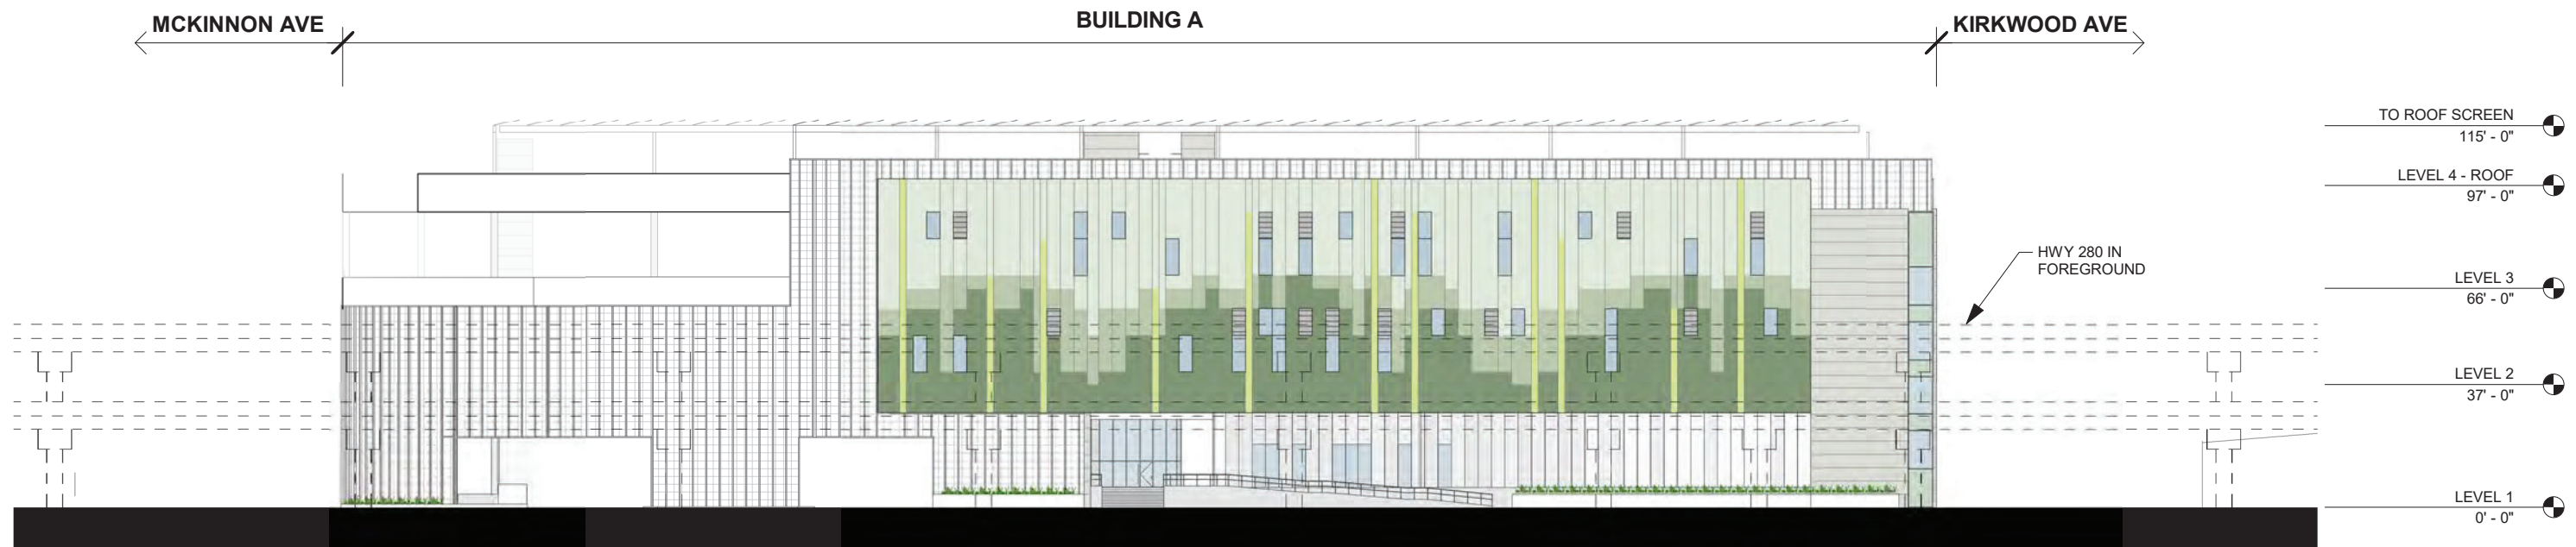 MCKINNON AVE
BUILDING A
KIRKWOOD AVE
TO ROOF SCREEN
115' - 0"
LEVEL 4 - ROOF
97' - 0"
HWY 280 IN
FOREGROUND
LEVEL 3
66' - 0"
LEVEL 2
37' - 0"
LEVEL 1
0' - 0"